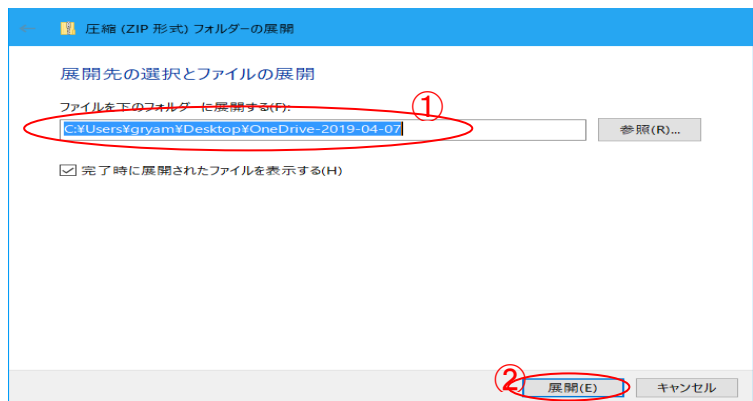 圧縮 (ZIP 形式) フォルダーの展開
展開先の選択とファイルの展開
ファイルを下のフォルダーに展開する(F):
①
C:¥Users¥gryam¥Desktop¥OneDrive-2019-04-07
参照(R)...
完了時に展開されたファイルを表示する(H)
②
展開(E)
キャンセル